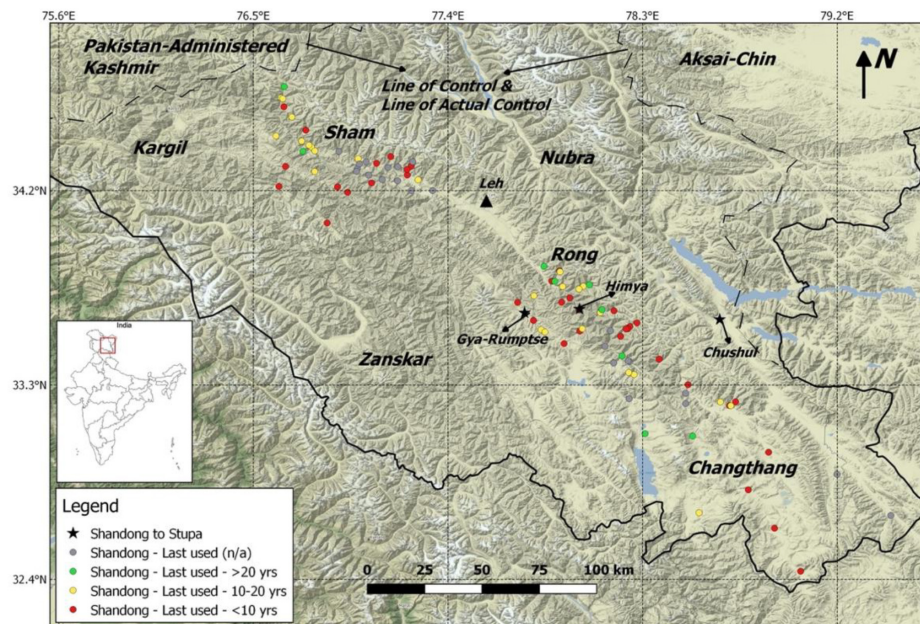 75.6°E 76.5°E 77.4°E 78.3°E 79.2°E
Pakistan-Administered
Kashmir
Aksai-Chin
N
Line of Control &
Line of Actual Control
Sham
Kargil
Nubra
34.2°N
Leh
Rong
Himya
Gya-Rumptse
Chushul
Zanskar
33.3°N
India
Changthang
Legend
Shandong to Stupa
Shandong - Last used (n/a)
Shandong - Last used - >20 yrs
Shandong - Last used - 10-20 yrs
Shandong - Last used - <10 yrs
32.4°N
0 25 50 75 100 km